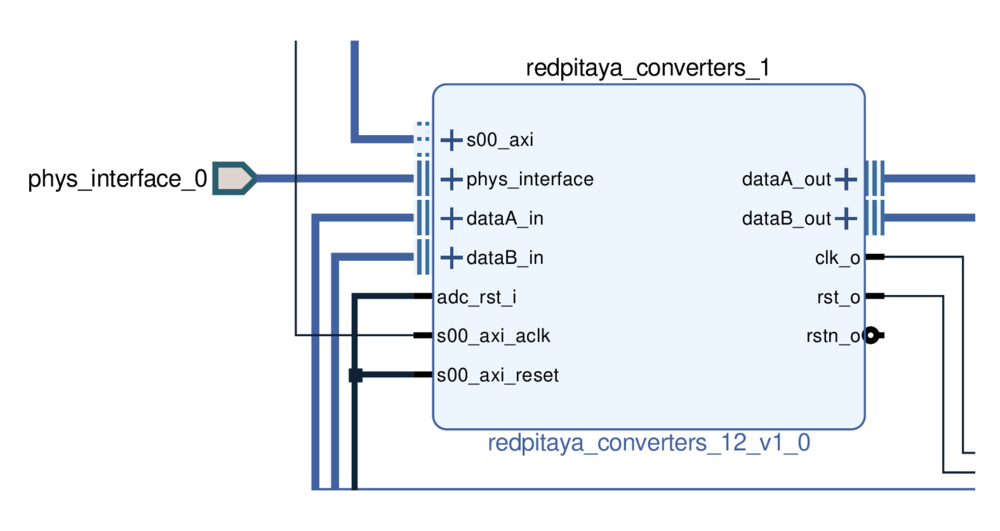 redpitaya_converters_1
s00_axi
phys_interface_0
phys_interface
dataA_out
dataA_in
dataB_out
dataB_in
clk_o
adc_rst_i
rst_o
s00_axi_aclk
rstn_o
s00_axi_reset
redpitaya_converters_12_v1_0